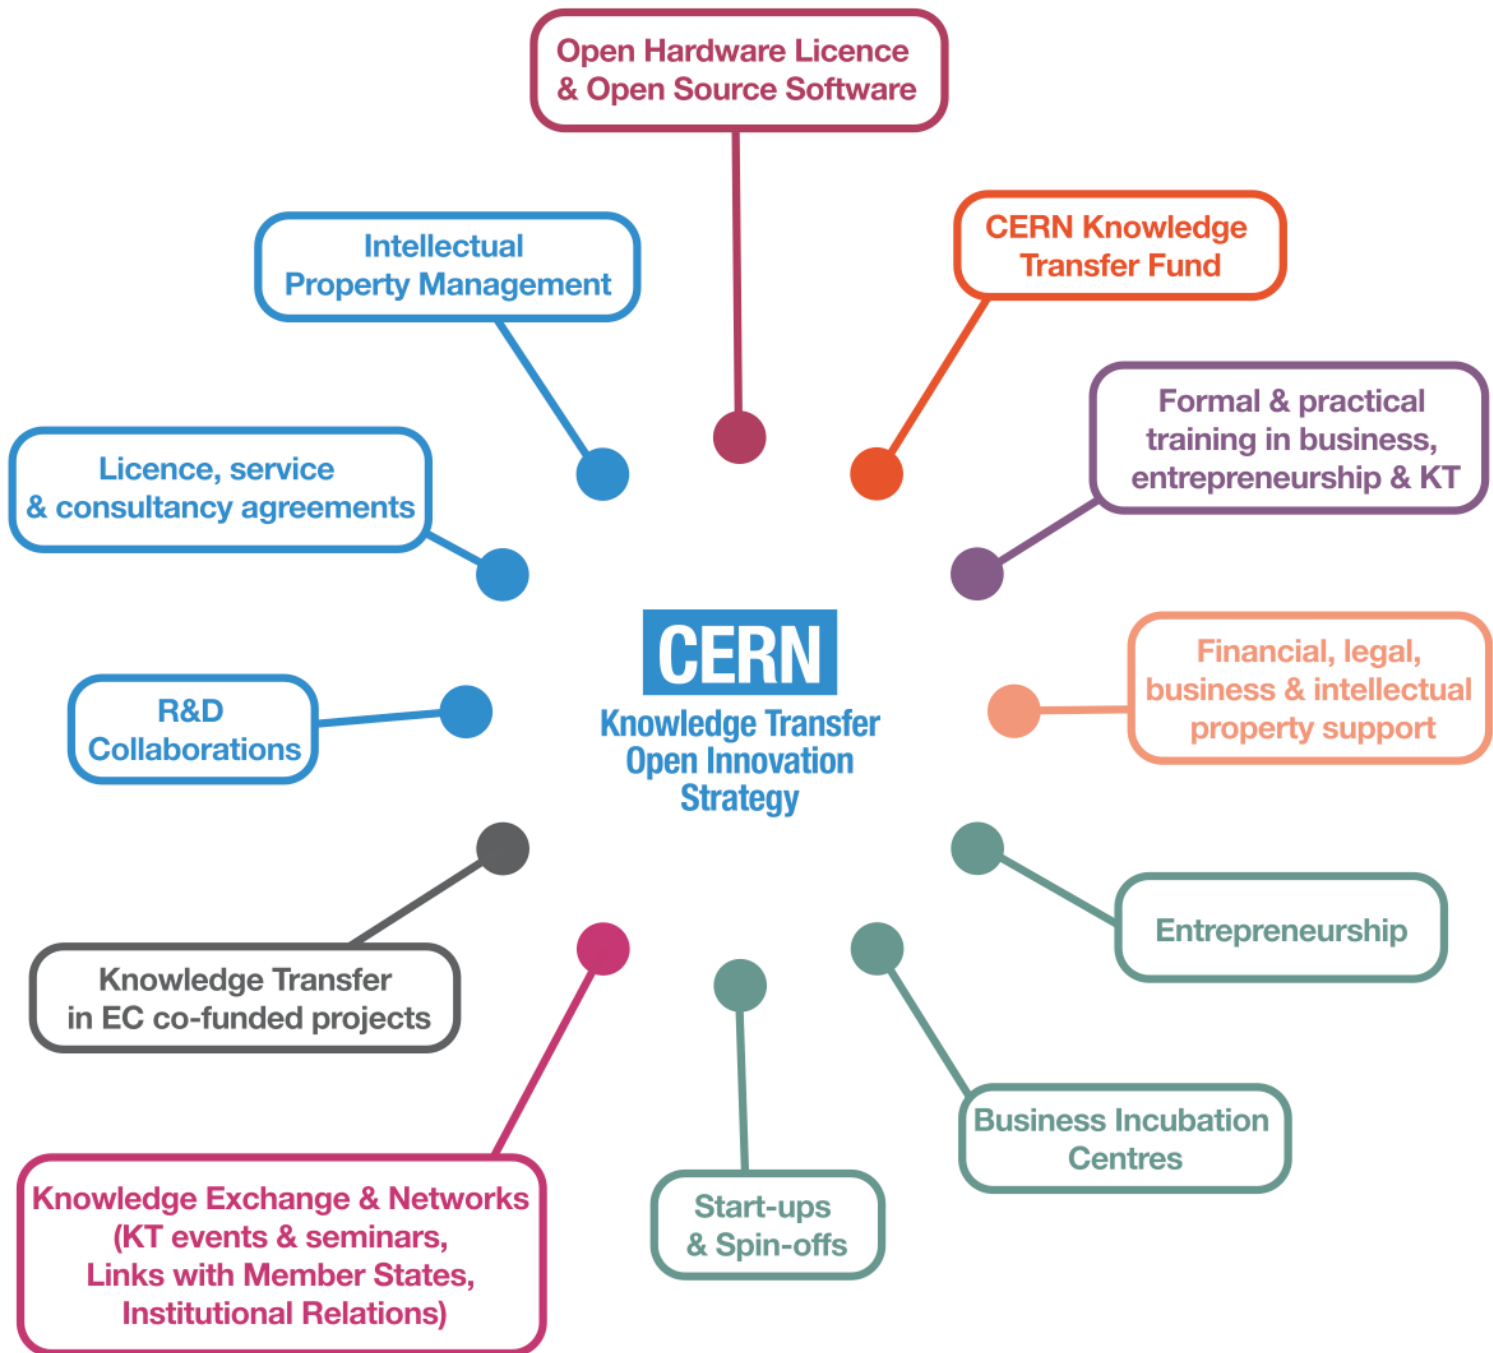 Open Hardware Licence
& Open Source Software
CERN Knowledge
Transfer Fund
Intellectual
Property Management
Formal & practical
training in business,
entrepreneurship & KT
Licence, service
& consultancy agreements
CERN
Knowledge Transfer
Open Innovation
Strategy
Financial, legal,
business & intellectual
property support
R&D
Collaborations
Entrepreneurship
Knowledge Transfer
in EC co-funded projects
Business Incubation
Centres
Start-ups
& Spin-offs
Knowledge Exchange & Networks
(KT events & seminars,
Links with Member States,
Institutional Relations)